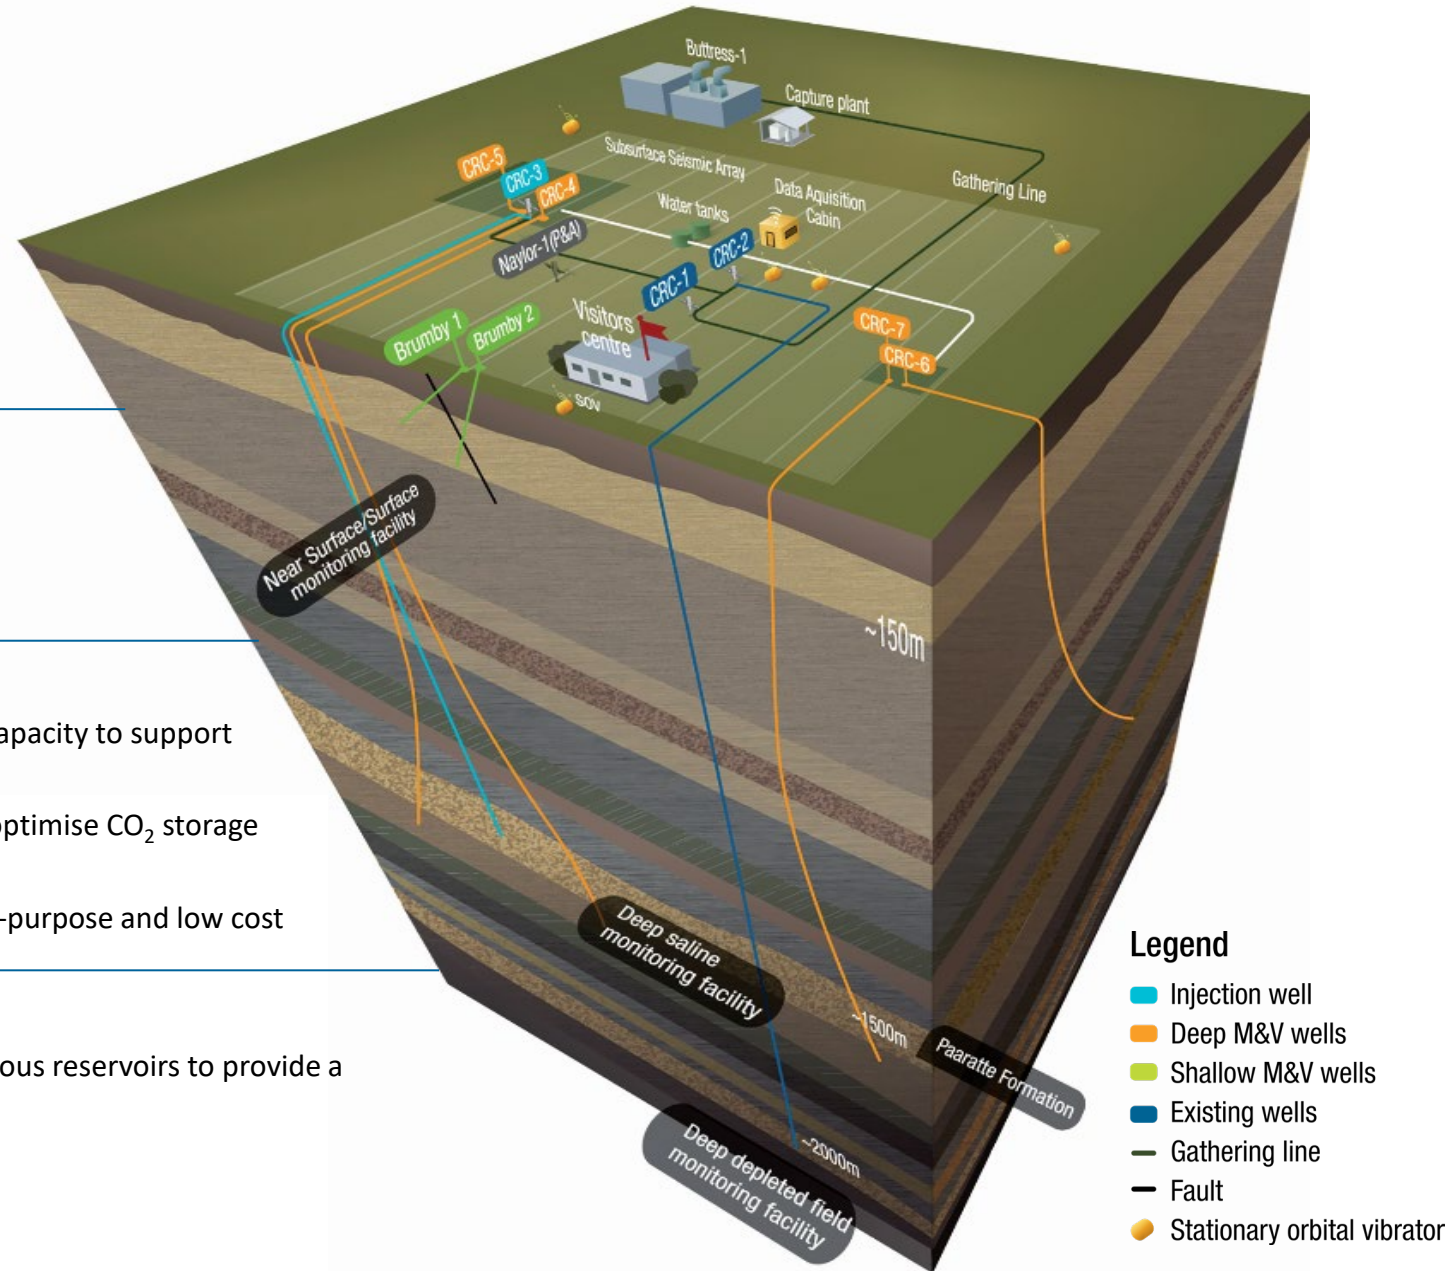 Buttress-1
Capture plant
CRC-5
CRC-3
CRC-4
Subsurface Seismic Array
Gathering Line
Water tanks
Data Aquisition
Cabin
Naylor-1(P&A)
CRC-2
CRC-1
Visitors
centre
CRC-7
CRC-6
Brumby 1
Brumby 2
SOV
Near Surface/Surface
monitoring facility
~150m
apacity to support
optimise CO₂ storage
-purpose and low cost
ous reservoirs to provide a
Deep saline
monitoring facility
~1500m
Paaratte Formation
Deep depleted field
monitoring facility
~2000m
Legend
Injection well
Deep M&V wells
Shallow M&V wells
Existing wells
Gathering line
Fault
Stationary orbital vibrator